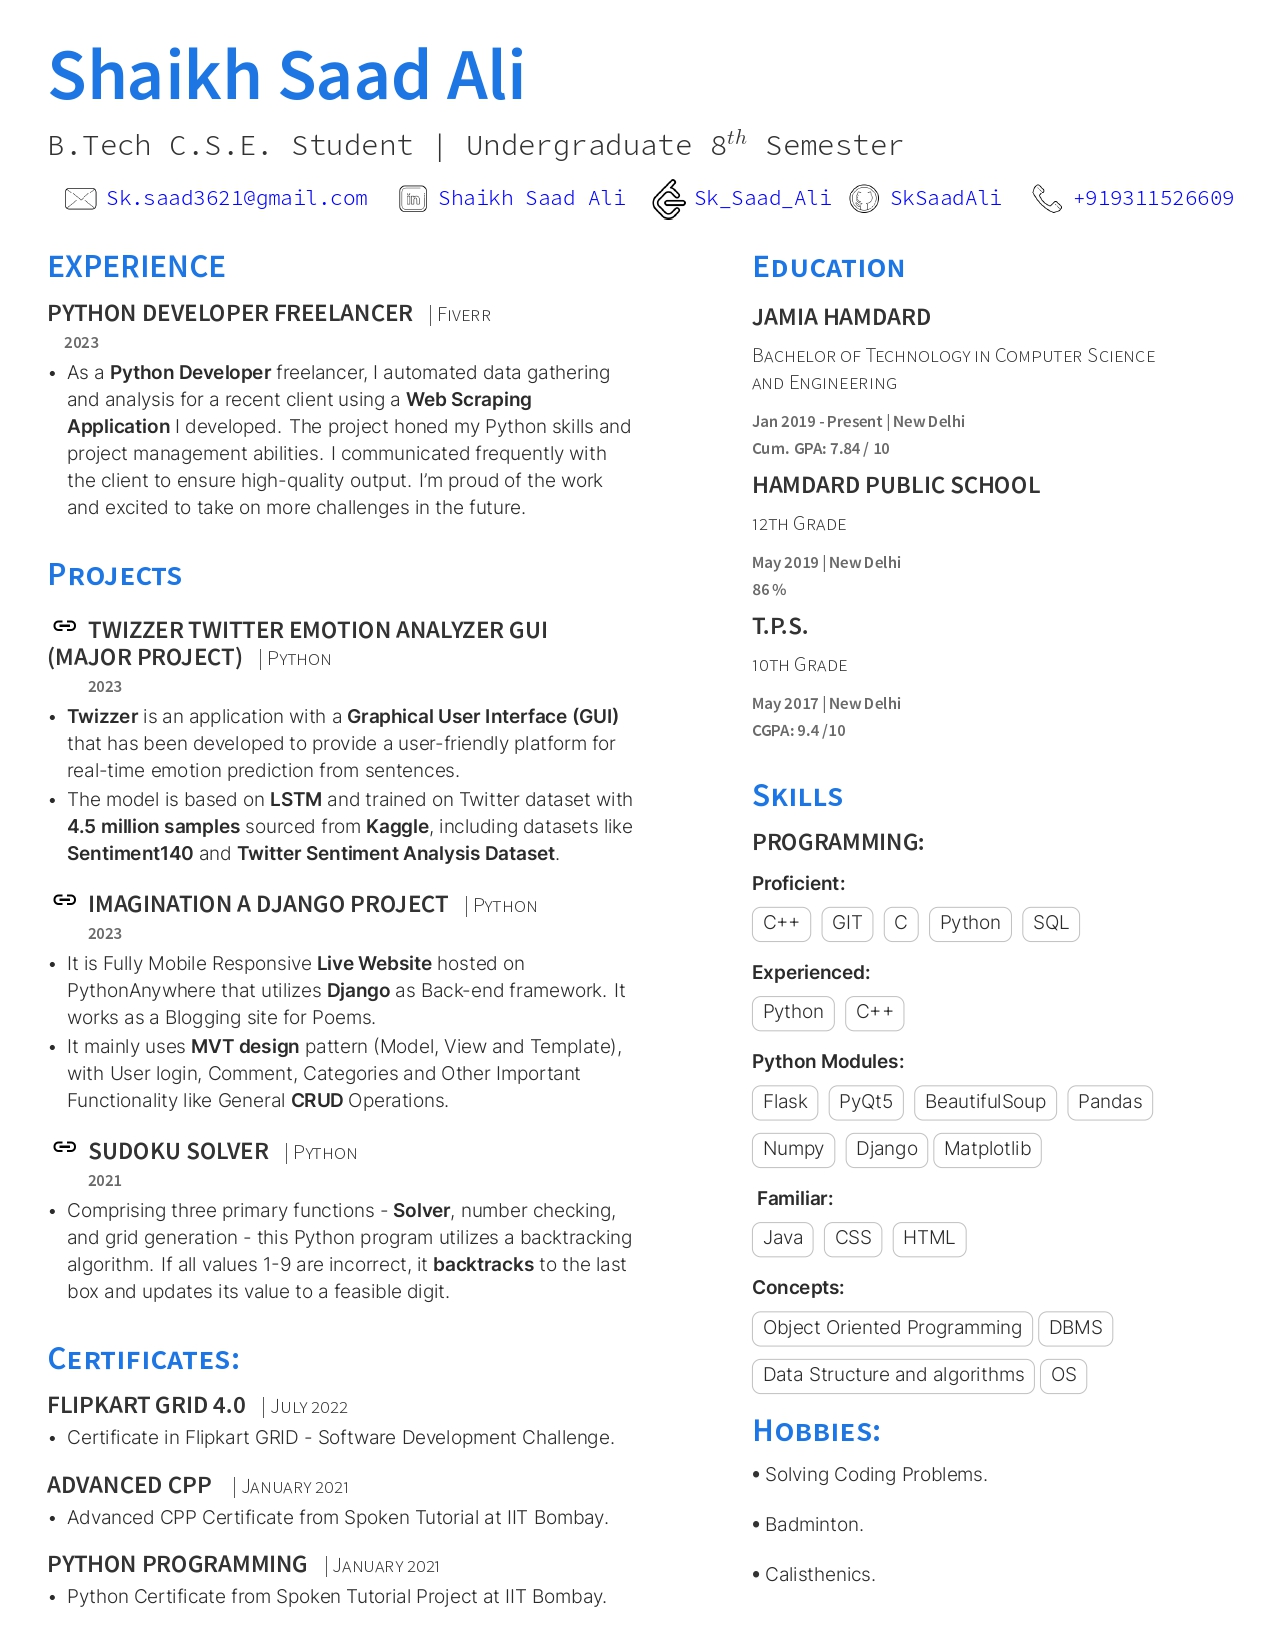 Shaikh Saad Ali
B.Tech C.S.E. Student | Undergraduate 8th Semester
Sk.saad3621@gmail.com Shaikh Saad Ali Sk_Saad_Ali SkSaadAli +919311526609
EXPERIENCE
PYTHON DEVELOPER FREELANCER | Fiverr
2023
• As a Python Developer freelancer, I automated data gathering
and analysis for a recent client using a Web Scraping
Application I developed. The project honed my Python skills and
project management abilities. I communicated frequently with
the client to ensure high-quality output. I'm proud of the work
and excited to take on more challenges in the future.
Projects
TWIZZER TWITTER EMOTION ANALYZER GUI
(MAJOR PROJECT) | Python
2023
• Twizzer is an application with a Graphical User Interface (GUI)
that has been developed to provide a user-friendly platform for
real-time emotion prediction from sentences.
• The model is based on LSTM and trained on Twitter dataset with
4.5 million samples sourced from Kaggle, including datasets like
Sentiment140 and Twitter Sentiment Analysis Dataset.
IMAGINATION A DJANGO PROJECT | Python
2023
• It is Fully Mobile Responsive Live Website hosted on
PythonAnywhere that utilizes Django as Back-end framework. It
works as a Blogging site for Poems.
• It mainly uses MVT design pattern (Model, View and Template),
with User login, Comment, Categories and Other Important
Functionality like General CRUD Operations.
SUDOKU SOLVER | Python
2021
• Comprising three primary functions - Solver, number checking,
and grid generation - this Python program utilizes a backtracking
algorithm. If all values 1-9 are incorrect, it backtracks to the last
box and updates its value to a feasible digit.
Certificates:
FLIPKART GRID 4.0 | July 2022
• Certificate in Flipkart GRID - Software Development Challenge.
ADVANCED CPP | January 2021
• Advanced CPP Certificate from Spoken Tutorial at IIT Bombay.
PYTHON PROGRAMMING | January 2021
• Python Certificate from Spoken Tutorial Project at IIT Bombay.
Education
JAMIA HAMDARD
Bachelor of Technology in Computer Science
and Engineering
Jan 2019 - Present | New Delhi
Cum. GPA: 7.84 / 10
HAMDARD PUBLIC SCHOOL
12th Grade
May 2019 | New Delhi
86 %
T.P.S.
10th Grade
May 2017 | New Delhi
CGPA: 9.4 /10
Skills
PROGRAMMING:
Proficient:
C++ GIT C Python SQL
Experienced:
Python C++
Python Modules:
Flask PyQt5 BeautifulSoup Pandas
Numpy Django Matplotlib
Familiar:
Java CSS HTML
Concepts:
Object Oriented Programming DBMS
Data Structure and algorithms OS
Hobbies:
• Solving Coding Problems.
• Badminton.
• Calisthenics.